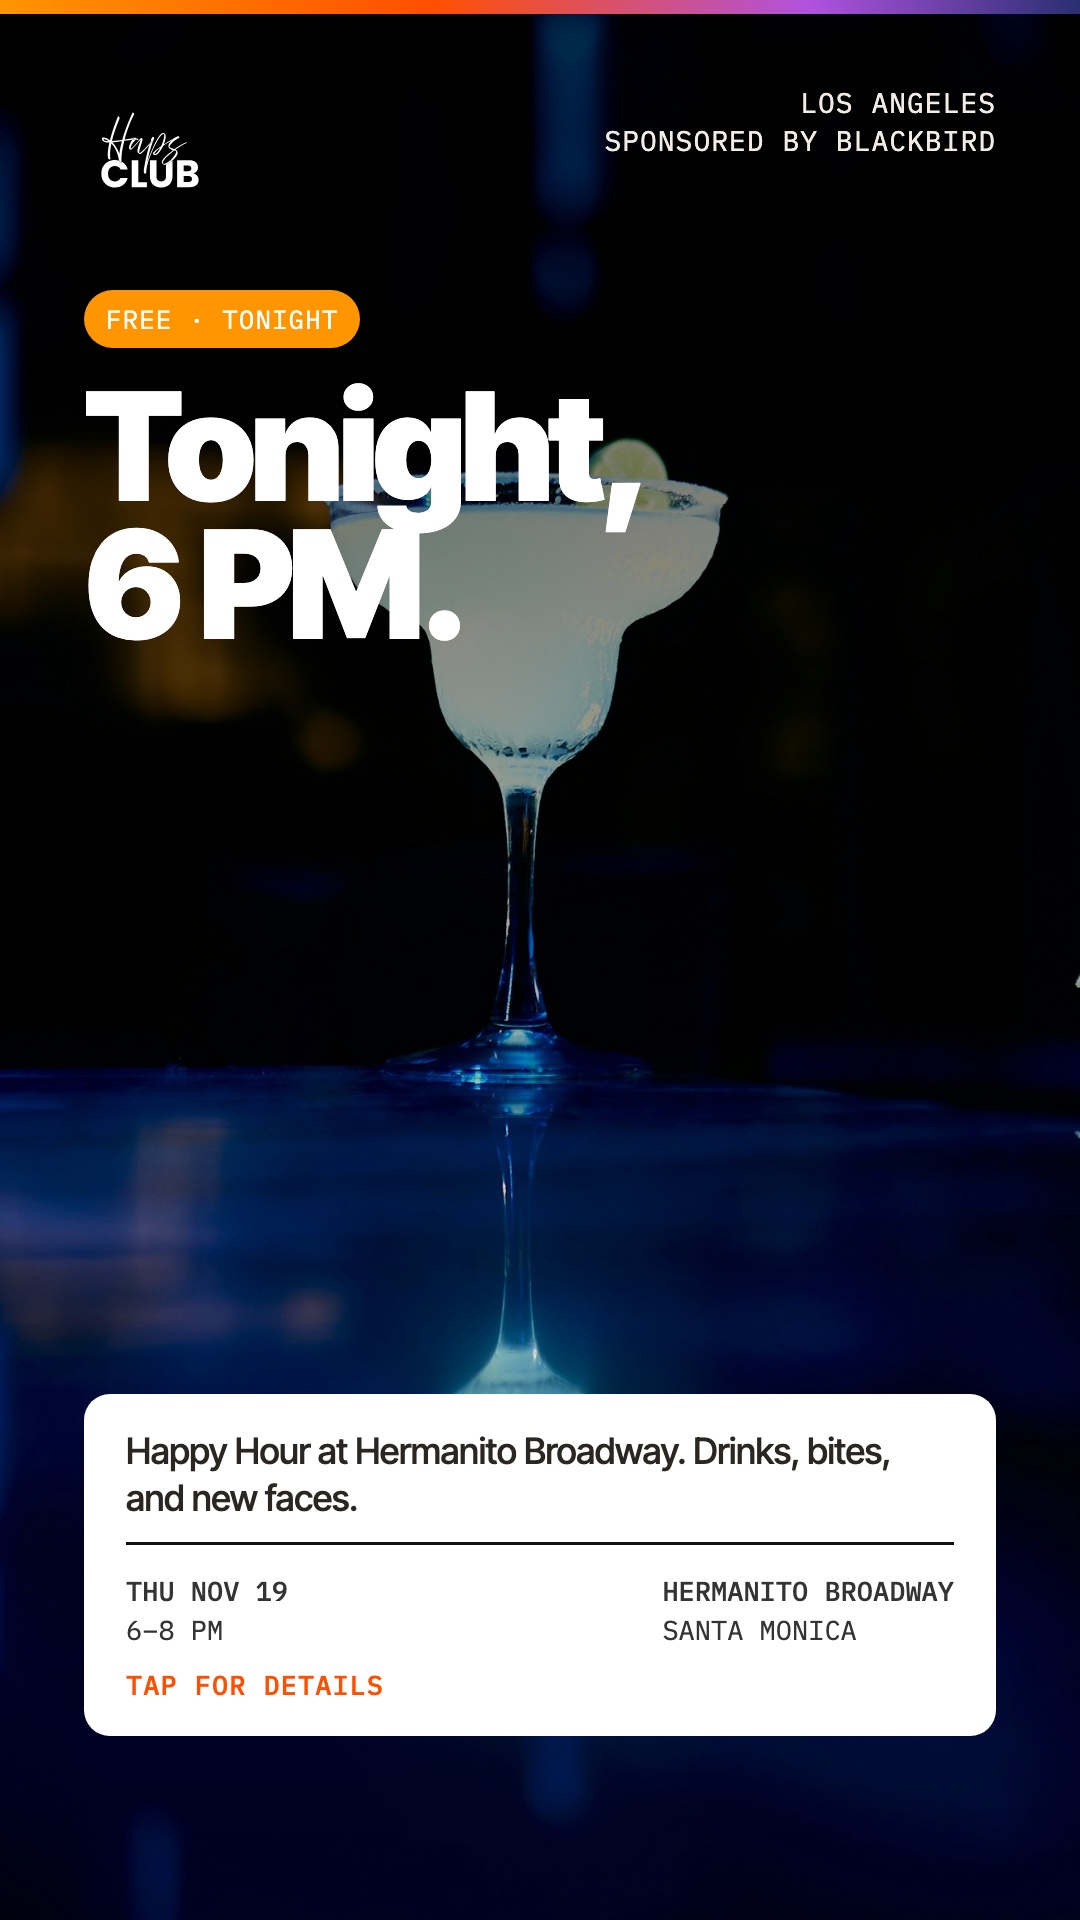 Haps
CLUB
LOS ANGELES
SPONSORED BY BLACKBIRD
FREE · TONIGHT
Tonight,
6 PM.
Happy Hour at Hermanito Broadway. Drinks, bites,
and new faces.
THU NOV 19
6–8 PM
HERMANITO BROADWAY
SANTA MONICA
TAP FOR DETAILS